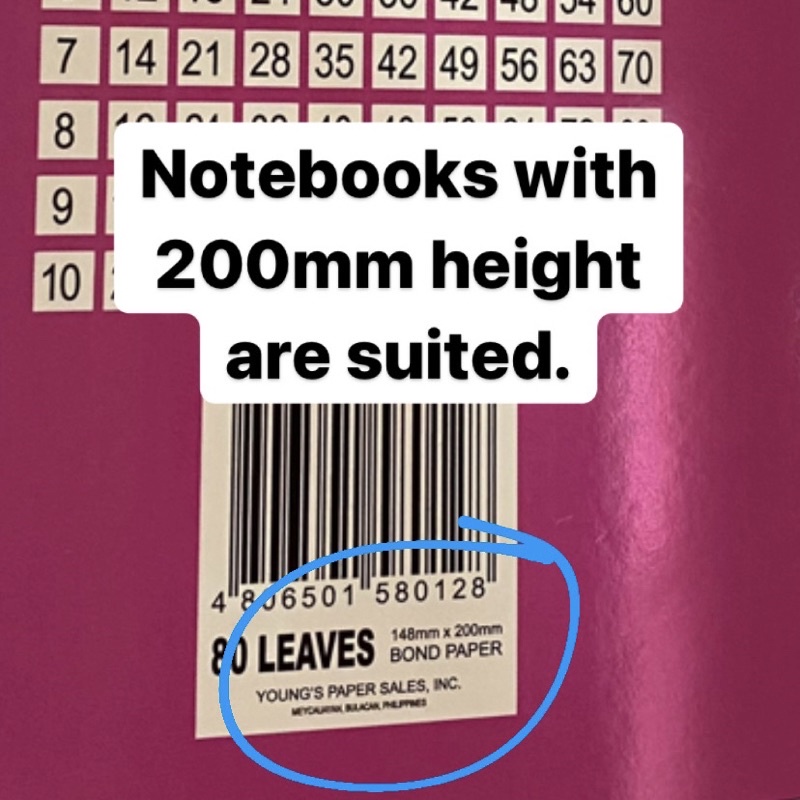 7 14 21 28 35 42 49 56 63 70
8
9
10
Notebooks with
200mm height
are suited.
4 806501 580128
80 LEAVES 148mm x 200mm
BOND PAPER
YOUNG'S PAPER SALES, INC.
MEYCAUAYAN, BULACAN, PHILIPPINES